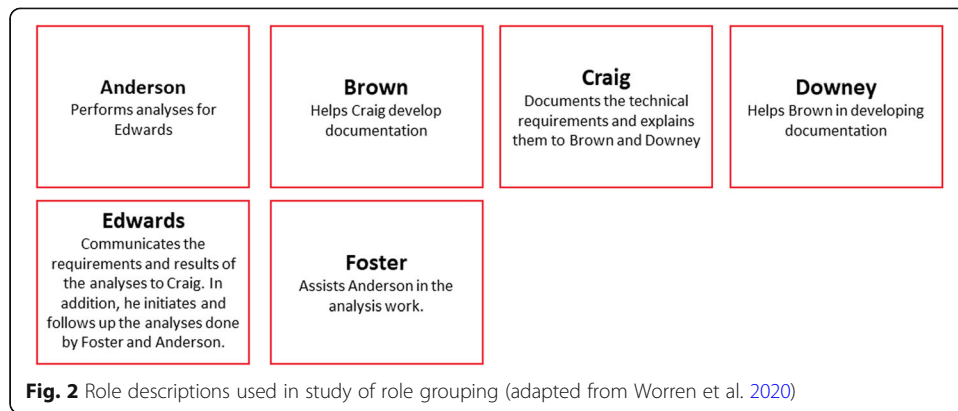 Anderson
Performs analyses for
Edwards
Brown
Helps Craig develop
documentation
Craig
Documents the technical
requirements and explains
them to Brown and Downey
Downey
Helps Brown in developing
documentation
Edwards
Communicates the
requirements and results of
the analyses to Craig. In
addition, he initiates and
follows up the analyses done
by Foster and Anderson.
Foster
Assists Anderson in the
analysis work.
Fig. 2 Role descriptions used in study of role grouping (adapted from Worren et al. 2020)